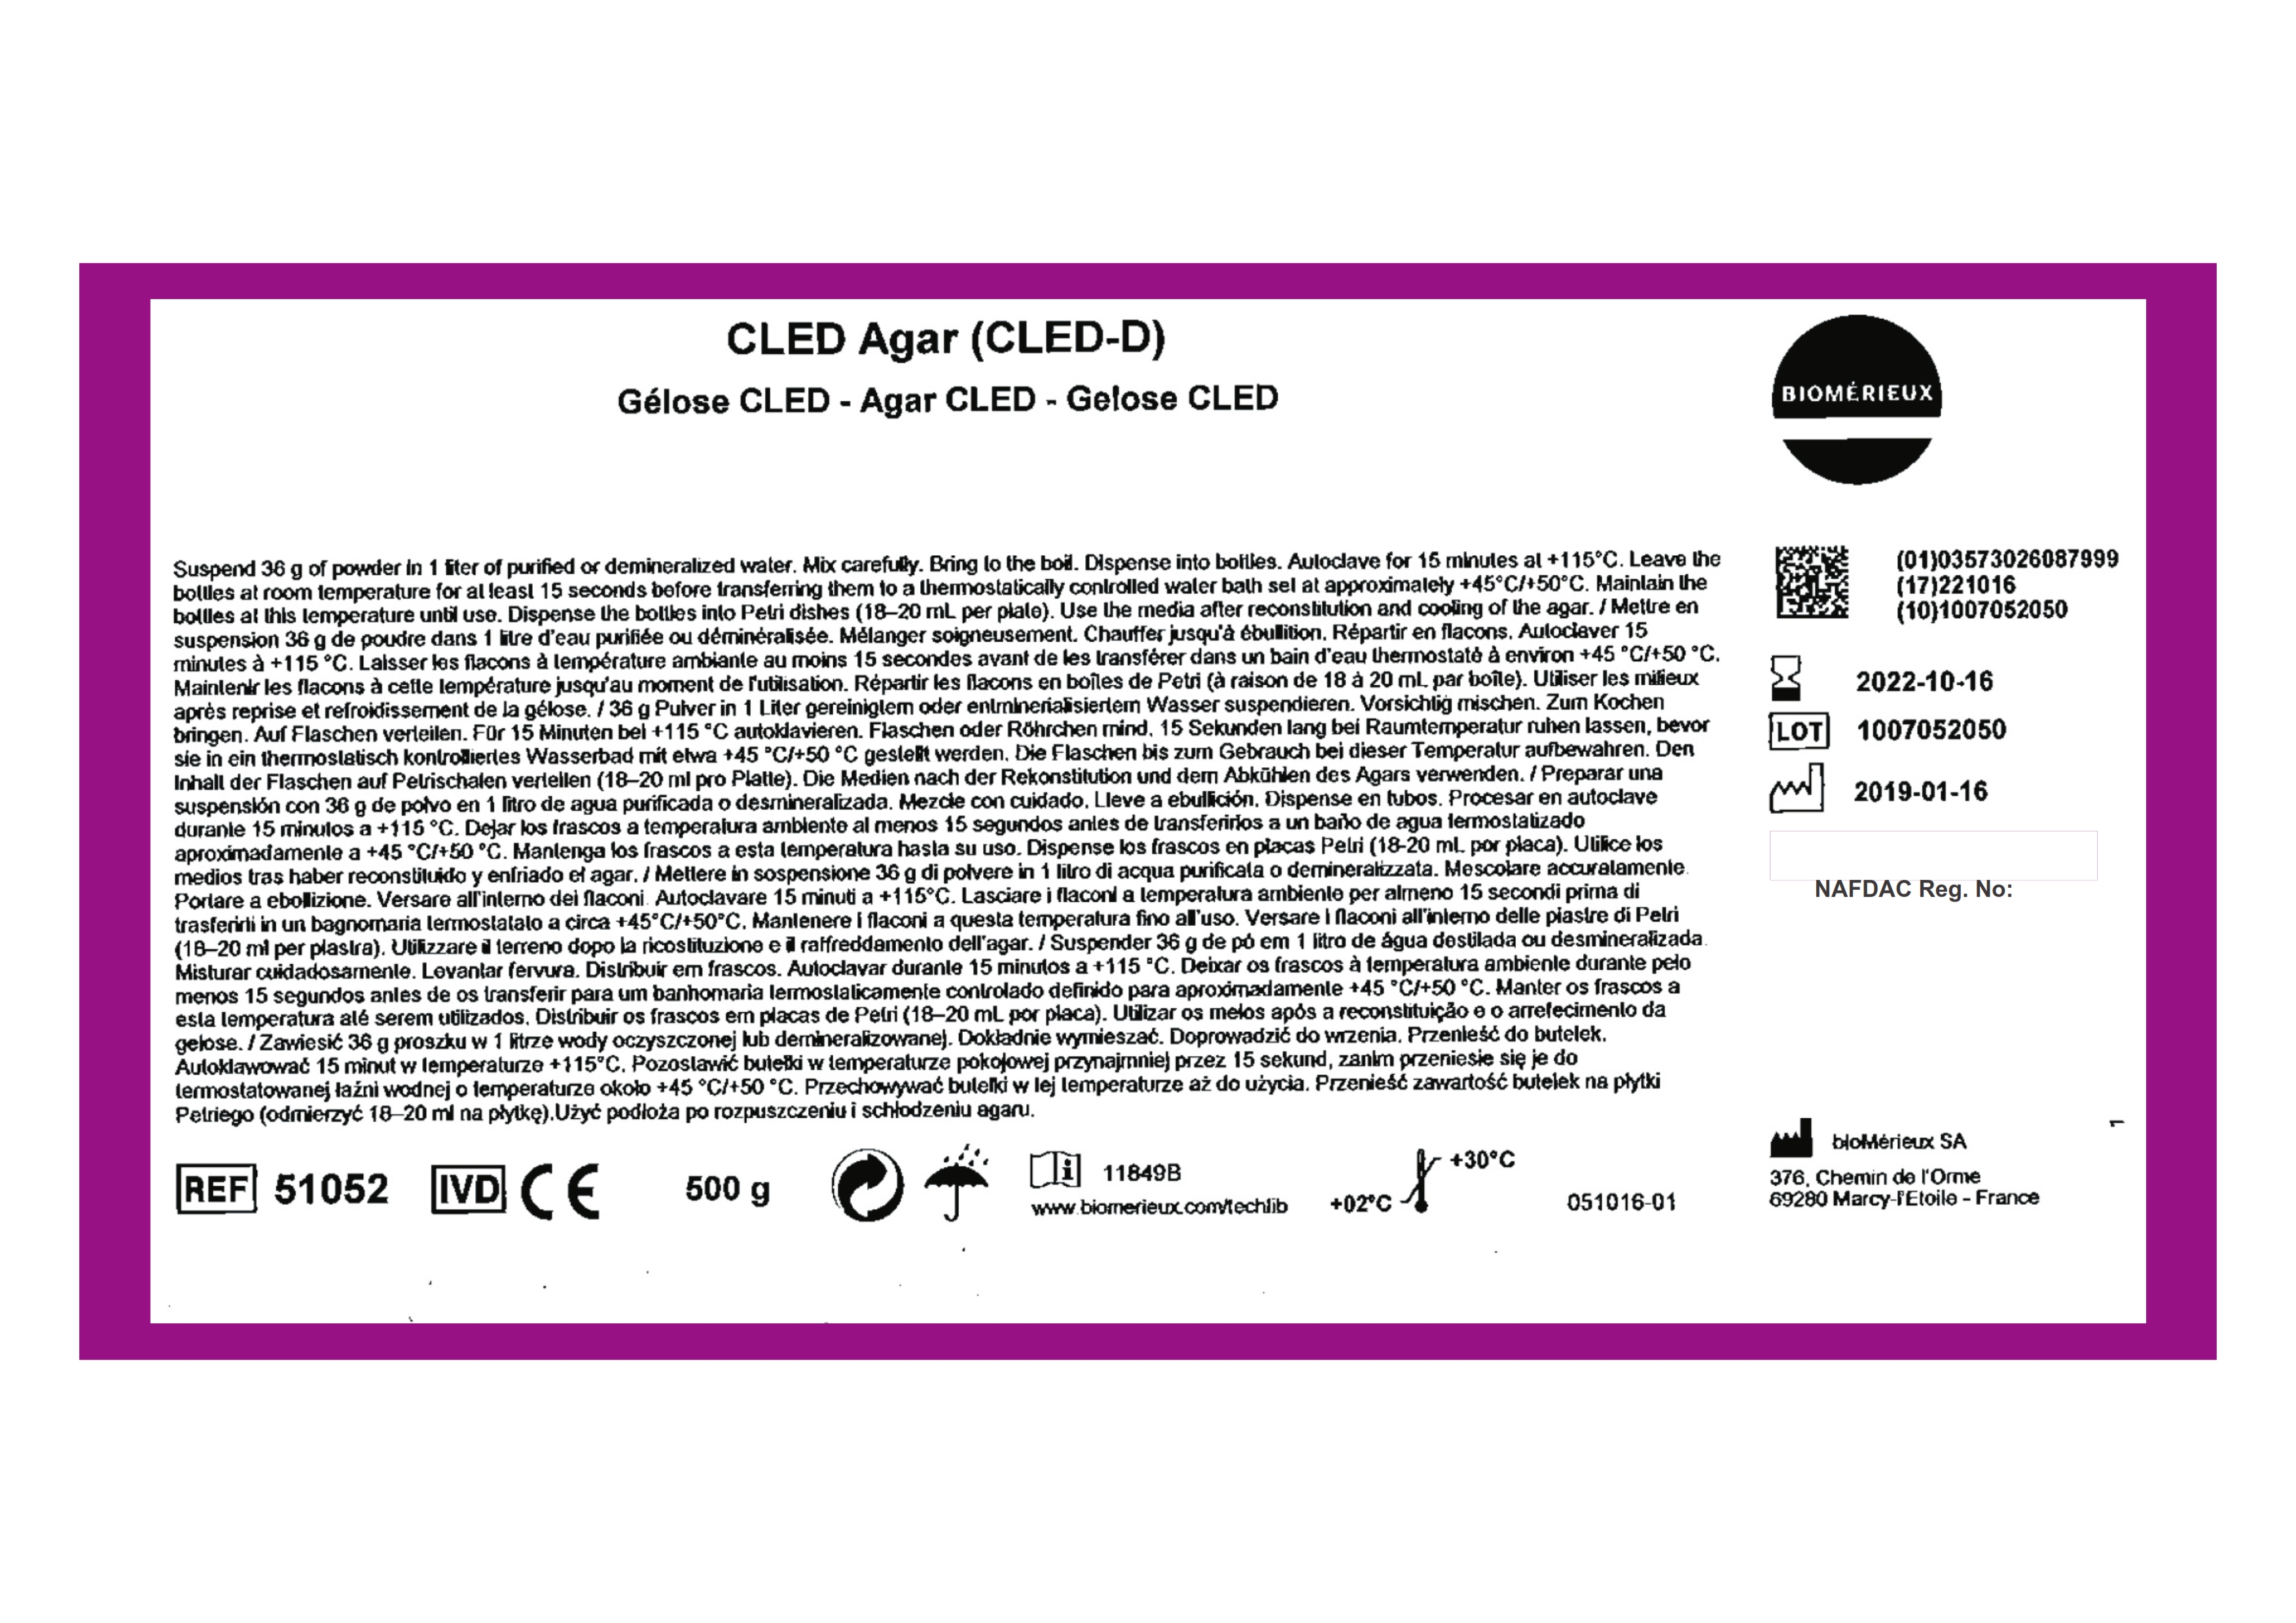 CLED Agar (CLED-D)
Gélose CLED - Agar CLED - Gelose CLED
BIOMÉRIEUX
Suspend 36 g of powder in 1 liter of purified or demineralized water. Mix carefully. Bring to the boil. Dispense into bottles. Autoclave for 15 minutes at +115°C. Leave the
bottles at room temperature for at least 15 seconds before transferring them to a thermostatically controlled water bath set at approximately +45°C/+50°C. Maintain the
bottles at this temperature until use. Dispense the bottles into Petri dishes (18–20 mL per plate). Use the media after reconstitution and cooling of the agar. / Mettre en
suspension 36 g de poudre dans 1 litre d'eau purifiée ou déminéralisée. Mélanger soigneusement. Chauffer jusqu'à ébullition. Répartir en flacons. Autoclaver 15
minutes à +115 °C. Laisser les flacons à température ambiante au moins 15 secondes avant de les transférer dans un bain d'eau thermostaté à environ +45 °C/+50 °C.
Maintenir les flacons à cette température jusqu'au moment de l'utilisation. Répartir les flacons en boîtes de Petri (à raison de 18 à 20 mL par boîte). Utiliser les milieux
après reprise et refroidissement de la gélose. / 36 g Pulver in 1 Liter gereinigtem oder entminerialisiertem Wasser suspendieren. Vorsichtig mischen. Zum Kochen
bringen. Auf Flaschen verteilen. Für 15 Minuten bei +115 °C autoklavieren. Flaschen oder Röhrchen mind. 15 Sekunden lang bei Raumtemperatur ruhen lassen, bevor
sie in ein thermostatisch kontrolliertes Wasserbad mit etwa +45 °C/+50 °C gestellt werden. Die Flaschen bis zum Gebrauch bei dieser Temperatur aufbewahren. Den
Inhalt der Flaschen auf Petrischalen verteilen (18–20 ml pro Platte). Die Medien nach der Rekonstitution und dem Abkühlen des Agars verwenden. / Preparar una
suspensión con 36 g de polvo en 1 litro de agua purificada o desmineralizada. Mezcle con cuidado. Lleve a ebullición. Dispense en tubos. Procesar en autoclave
durante 15 minutos a +115 °C. Dejar los frascos a temperatura ambiente al menos 15 segundos antes de transferirlos a un baño de agua termostatizado
aproximadamente a +45 °C/+50 °C. Mantenga los frascos a esta temperatura hasta su uso. Dispense los frascos en placas Petri (18-20 mL por placa). Utilice los
medios tras haber reconstituido y enfriado el agar. / Mettere in sospensione 36 g di polvere in 1 litro di acqua purificata o demineralizzata. Mescolare accuratamente.
Portare a ebollizione. Versare all'interno dei flaconi. Autoclavare 15 minuti a +115°C. Lasciare i flaconi a temperatura ambiente per almeno 15 secondi prima di
trasferirli in un bagnomaria termostatato a circa +45°C/+50°C. Mantenere i flaconi a questa temperatura fino all'uso. Versare i flaconi all'interno delle piastre di Petri
(18–20 ml per piastra). Utilizzare il terreno dopo la ricostituzione e il raffreddamento dell'agar. / Suspender 36 g de pó em 1 litro de água destilada ou desmineralizada.
Misturar cuidadosamente. Levantar fervura. Distribuir em frascos. Autoclavar durante 15 minutos a +115 °C. Deixar os frascos à temperatura ambiente durante pelo
menos 15 segundos antes de os transferir para um banhomaria termostaticamente controlado definido para aproximadamente +45 °C/+50 °C. Manter os frascos a
esta temperatura até serem utilizados. Distribuir os frascos em placas de Petri (18–20 mL por placa). Utilizar os meios após a reconstituição e o arrefecimento da
gelose. / Zawiesić 36 g proszku w 1 litrze wody oczyszczonej lub demineralizowanej. Dokładnie wymieszać. Doprowadzić do wrzenia. Przenieść do butelek.
Autoklawować 15 minut w temperaturze +115°C. Pozostawić butelki w temperaturze pokojowej przynajmniej przez 15 sekund, zanim przeniesie się je do
termostatowanej łaźni wodnej o temperaturze około +45 °C/+50 °C. Przechowywać butelki w tej temperaturze aż do użycia. Przenieść zawartość butelek na płytki
Petriego (odmierzyć 18–20 ml na płytkę).Użyć podłoża po rozpuszczeniu i schłodzeniu agaru.
(01)03573026087999
(17)221016
(10)1007052050
2022-10-16
LOT 1007052050
2019-01-16
NAFDAC Reg. No:
REF 51052 IVD CE 500 g
11849B
www.biomerieux.com/techlib
+02°C +30°C
051016-01
bioMérieux SA
376, Chemin de l'Orme
69280 Marcy-l'Etoile - France
1